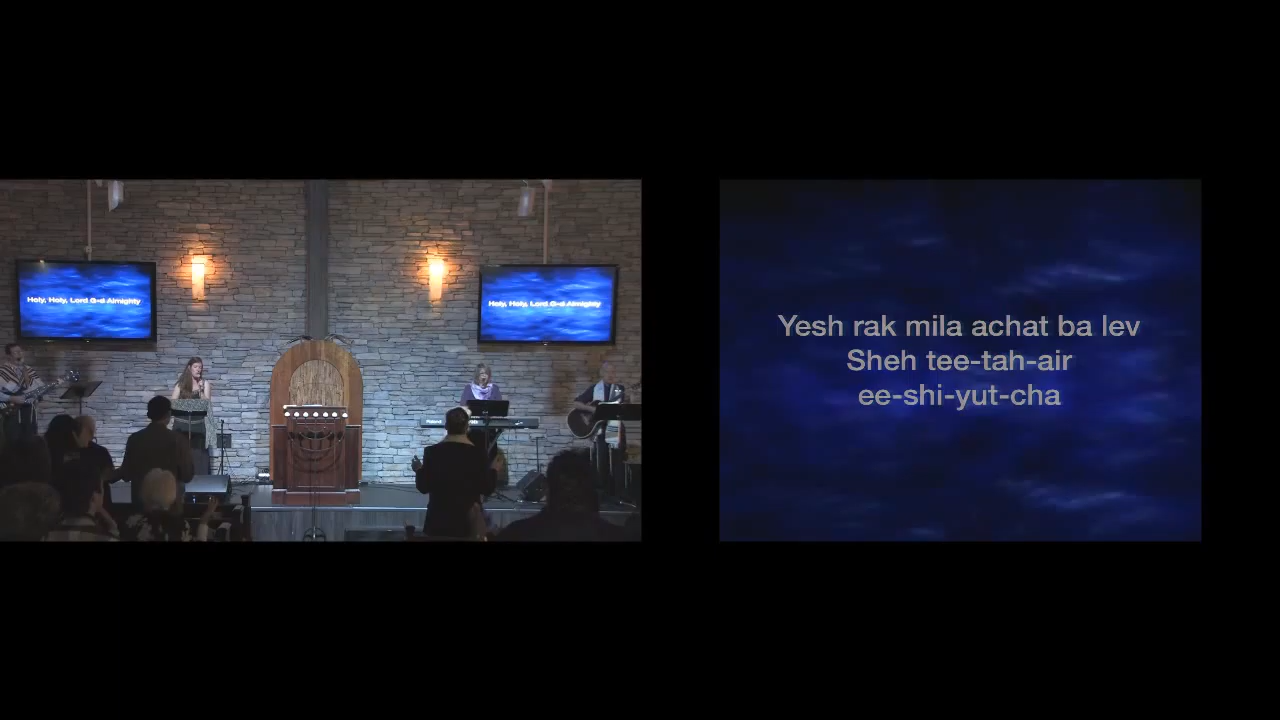 Holy, Holy, Lord G-d Almighty
Holy, Holy, Lord G-d Almighty
Roland
Yesh rak mila achat ba lev
Sheh tee-tah-air
ee-shi-yut-cha